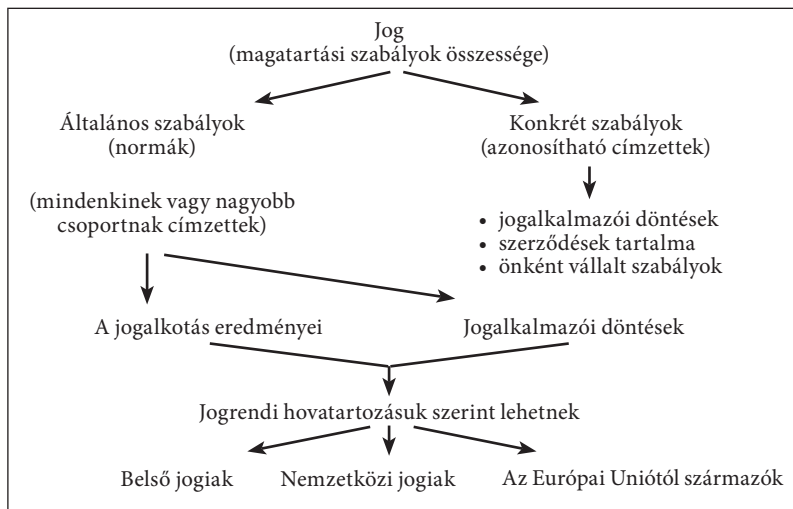 Jog
(magatartási szabályok összessége)
Általános szabályok
(normák)
Konkrét szabályok
(azonosítható címzettek)
(mindenkinek vagy nagyobb
csoportnak címzettek)
• jogalkalmazói döntések
• szerződések tartalma
• önként vállalt szabályok
A jogalkotás eredményei
Jogalkalmazói döntések
Jogrendi hovatartozásuk szerint lehetnek
Belső jogiak
Nemzetközi jogiak
Az Európai Uniótól származók